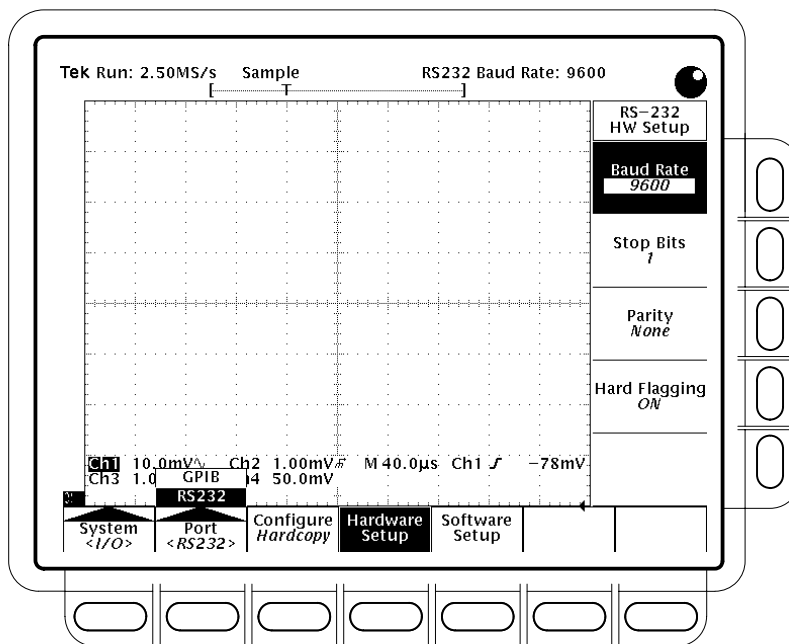 Tek Run: 2.50MS/s Sample RS232 Baud Rate: 9600
[ T ]
RS-232
HW Setup
Baud Rate
9600
Stop Bits
1
Parity
None
Hard Flagging
ON
Ch1 10.0mV Ch2 1.00mV M 40.0µs Ch1 -78mV
Ch3 1.0 h4 50.0mV
GPIB
RS232
System
<I/O>
Port
<RS232>
Configure
Hardcopy
Hardware
Setup
Software
Setup